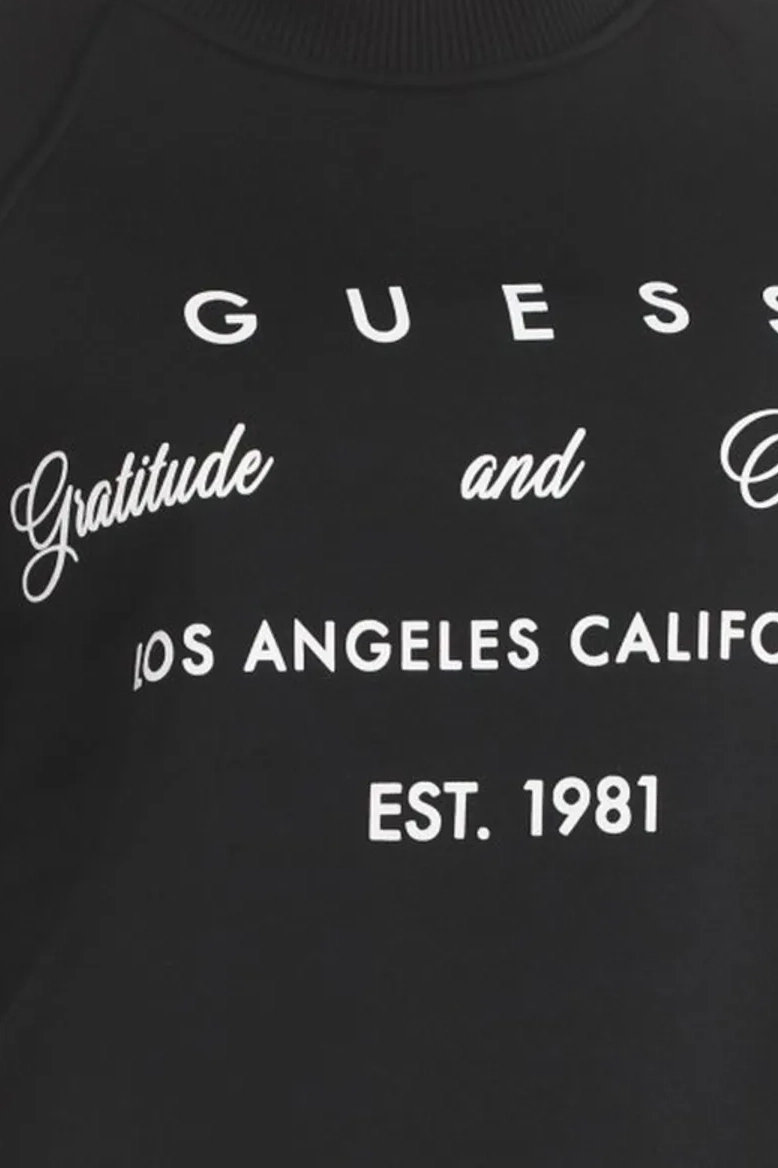 GUESS
Gratitude and
LOS ANGELES CALIFO
EST. 1981